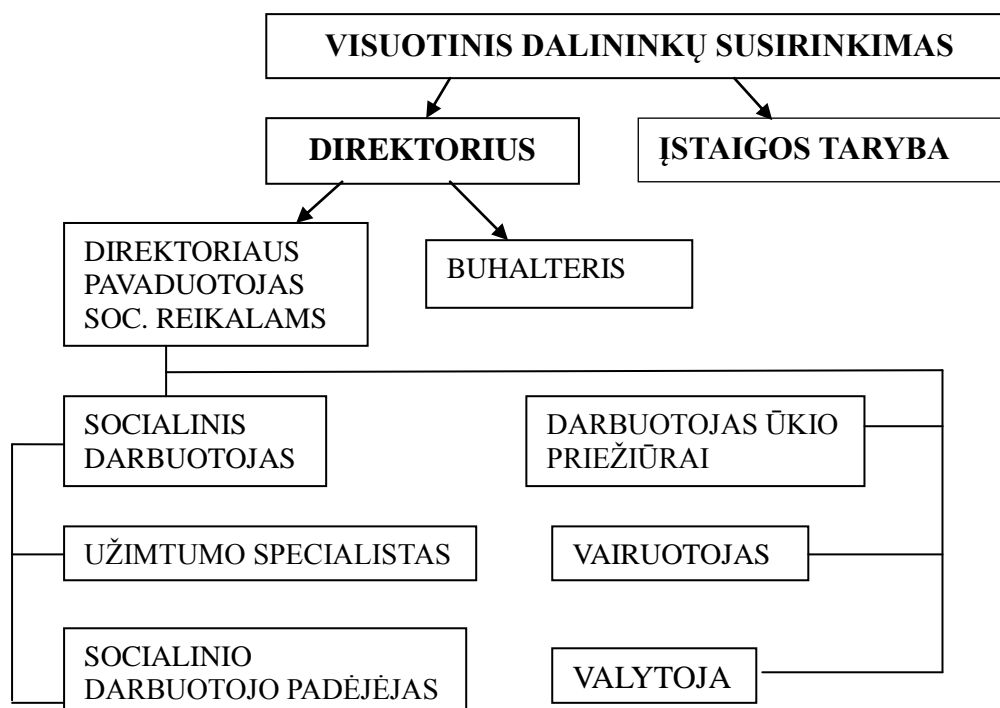 VISUOTINIS DALININKŲ SUSIRINKIMAS
DIREKTORIUS
ĮSTAIGOS TARYBA
DIREKTORIAUS
PAVADUOTOJAS
SOC. REIKALAMS
BUHALTERIS
SOCIALINIS
DARBUOTOJAS
DARBUOTOJAS ŪKIO
PRIEŽIŪRAI
UŽIMTUMO SPECIALISTAS
VAIRUOTOJAS
SOCIALINIO
DARBUOTOJO PADĖJĖJAS
VALYTOJA